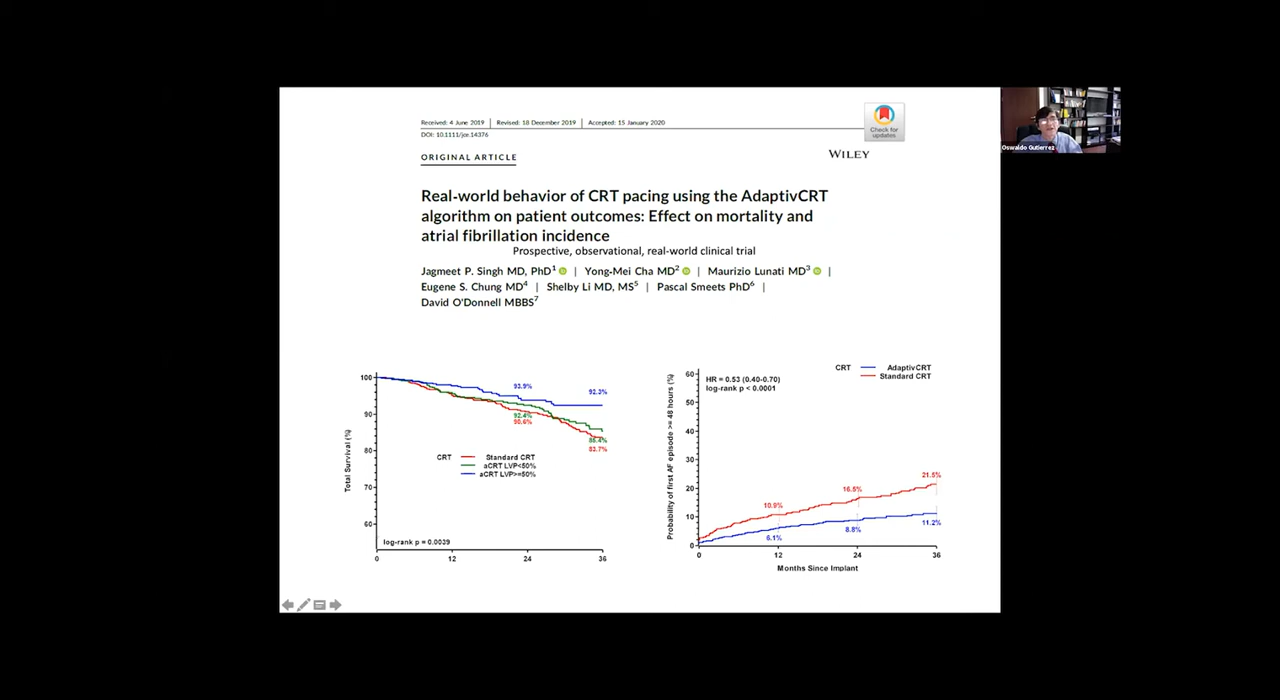 Received: 4 June 2019 | Revised: 18 December 2019 | Accepted: 15 January 2020
DOI: 10.1111/jce.14376
Check for
updates
ORIGINAL ARTICLE
WILEY
Real-world behavior of CRT pacing using the AdaptivCRT
algorithm on patient outcomes: Effect on mortality and
atrial fibrillation incidence
Prospective, observational, real-world clinical trial
Jagmeet P. Singh MD, PhD1 | Yong-Mei Cha MD2 | Maurizio Lunati MD3 |
Eugene S. Chung MD4 | Shelby Li MD, MS5 | Pascal Smeets PhD6 |
David O'Donnell MBBS7
Oswaldo Gutierrez
Total Survival (%)
100
90
80
70
60
93.9%
92.3%
92.4%
90.6%
85.4%
83.7%
CRT
Standard CRT
aCRT LVP<50%
aCRT LVP>=50%
log-rank p = 0.0039
0 12 24 36
CRT AdaptivCRT
Standard CRT
HR = 0.53 (0.40-0.70)
log-rank p < 0.0001
Probability of first AF episode >= 48 hours (%)
60
50
40
30
20
10
0
10.9%
16.5%
21.5%
6.1%
8.8%
11.2%
0 12 24 36
Months Since Implant